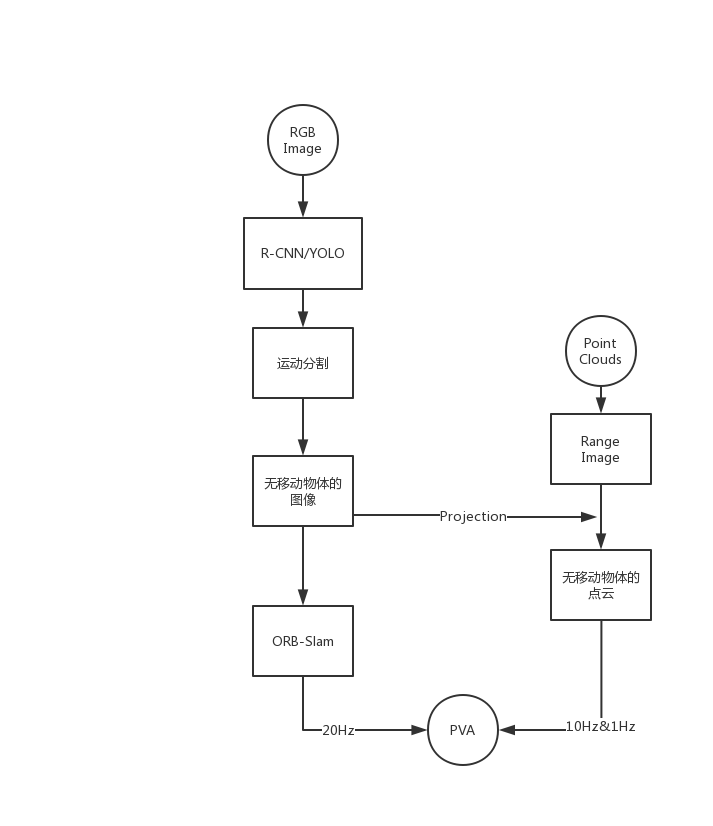 RGB
Image
R-CNN/YOLO
运动分割
Point
Clouds
Range
Image
无移动物体的
图像
Projection
无移动物体的
点云
ORB-Slam
20Hz
PVA
10Hz&1Hz